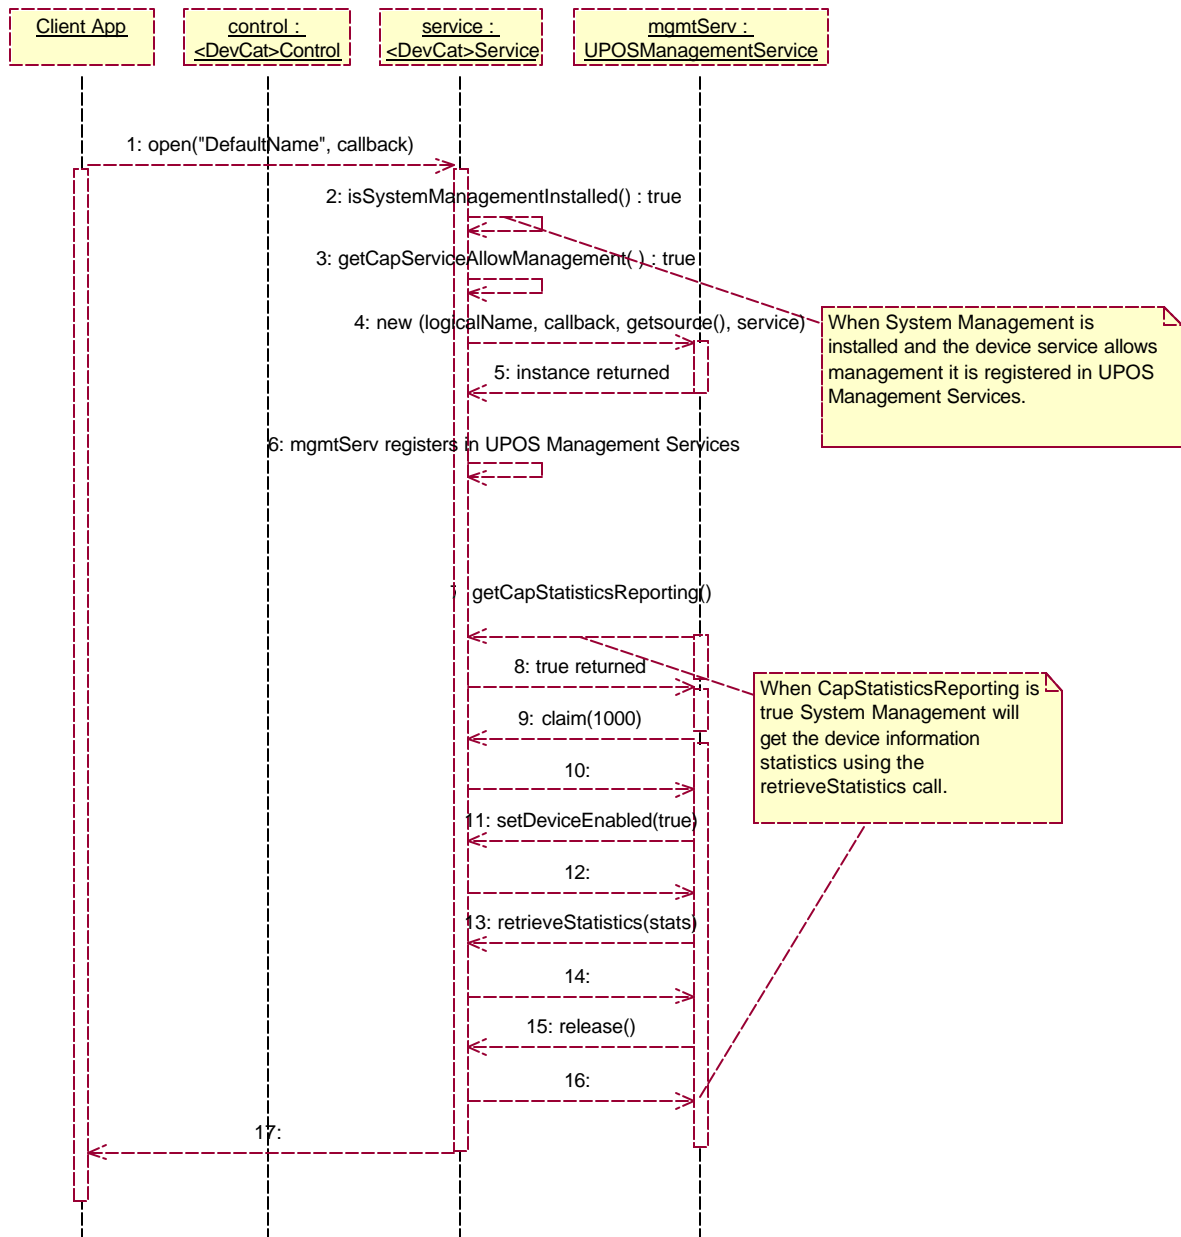 Client App
control :
<DevCat>Control
service :
<DevCat>Service
mgmtServ :
UPOSManagementService
1: open("DefaultName", callback)
2: isSystemManagementInstalled() : true
3: getCapServiceAllowManagement( ) : true
4: new (logicalName, callback, getsource(), service)
When System Management is
installed and the device service allows
management it is registered in UPOS
Management Services.
5: instance returned
6: mgmtServ registers in UPOS Management Services
getCapStatisticsReporting()
8: true returned
When CapStatisticsReporting is
true System Management will
get the device information
statistics using the
retrieveStatistics call.
9: claim(1000)
10:
11: setDeviceEnabled(true)
12:
13: retrieveStatistics(stats)
14:
15: release()
16:
17: